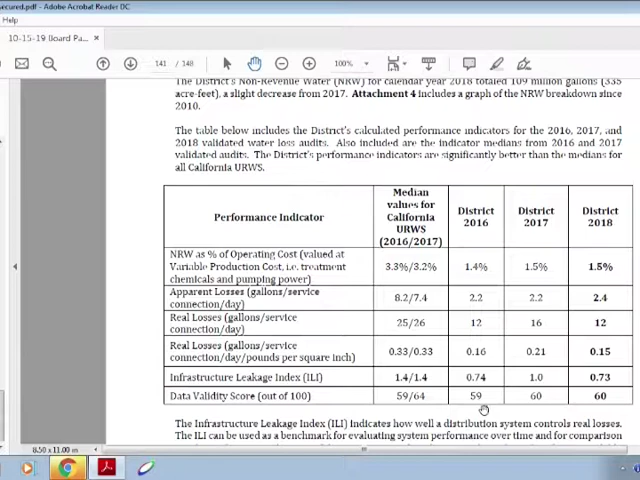 secured.pdf - Adobe Acrobat Reader DC
Help
10-15-19 Board Pa...
141 / 148
100%
The District's Non-Revenue Water (NRW) for calendar year 2018 totaled 109 million gallons (335
acre-feet), a slight decrease from 2017. Attachment 4 includes a graph of the NRW breakdown since
2010.
The table below includes the District's calculated performance indicators for the 2016, 2017, and
2018 validated water loss audits. Also included are the indicator medians from 2016 and 2017
validated audits. The District's performance indicators are significantly better than the medians for
all California URWS.
Performance Indicator
Median
values for
California
URWS
(2016/2017)
District
2016
District
2017
District
2018
NRW as % of Operating Cost (valued at
Variable Production Cost, i.e. treatment
chemicals and pumping power)
3.3%/3.2%
1.4%
1.5%
1.5%
Apparent Losses (gallons/service
connection/day)
8.2/7.4
2.2
2.2
2.4
Real Losses (gallons/service
connection/day)
25/26
12
16
12
Real Losses (gallons/service
connection/day/pounds per square inch)
0.33/0.33
0.16
0.21
0.15
Infrastructure Leakage Index (ILI)
1.4/1.4
0.74
1.0
0.73
Data Validity Score (out of 100)
59/64
59
60
60
The Infrastructure Leakage Index (ILI) indicates how well a distribution system controls real losses.
The ILI can be used as a benchmark for evaluating system performance over time and for comparison
8.50 x 11.00 in